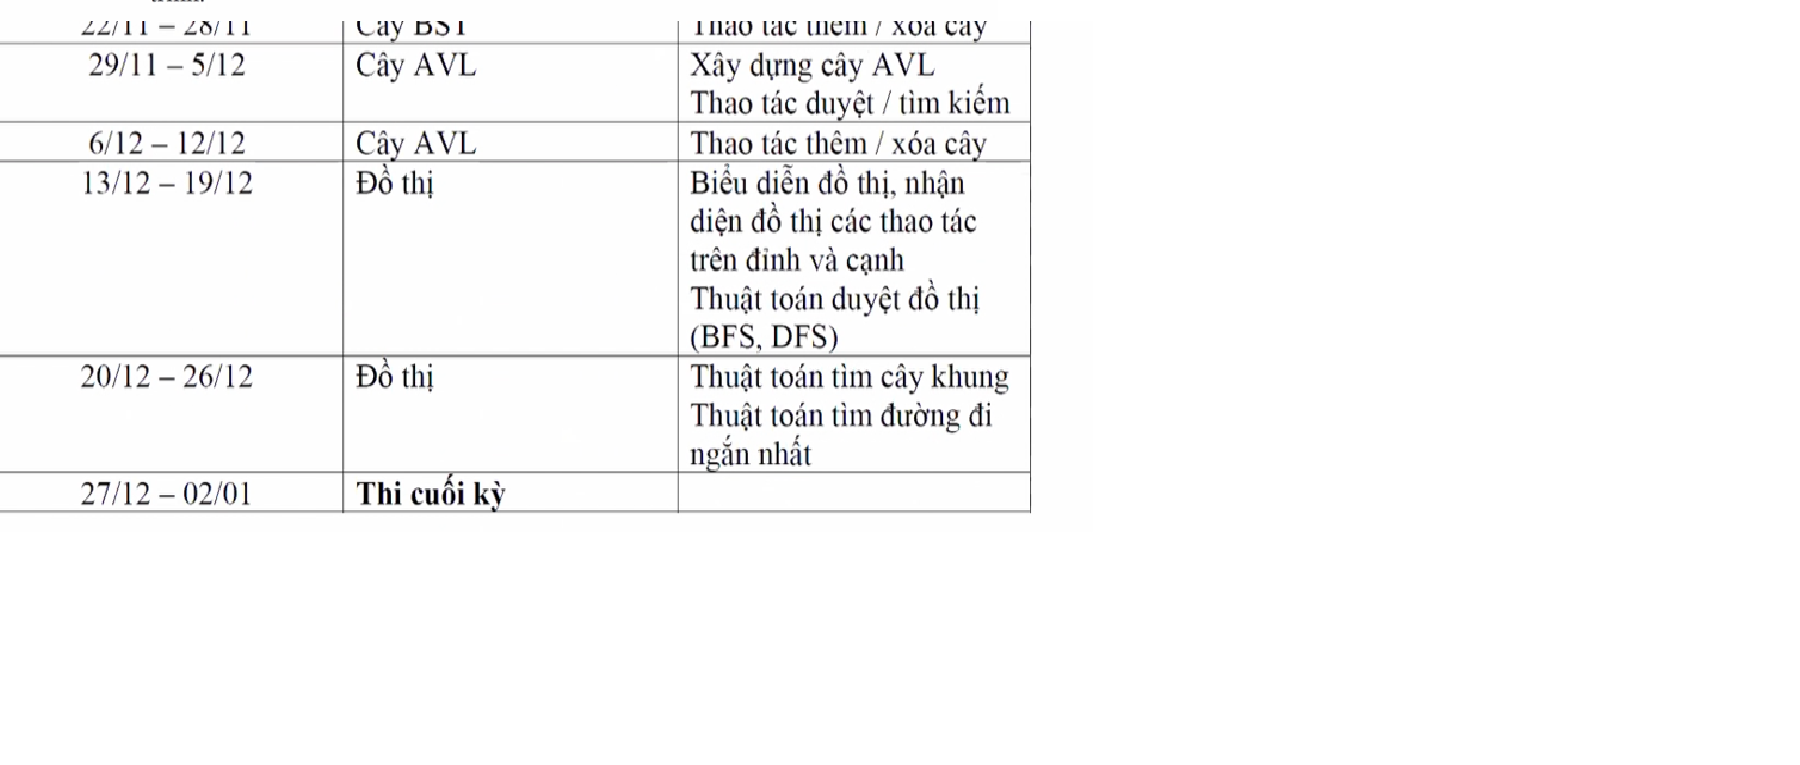 22/11 – 28/11 Cây BST Thao tác thêm / xóa cây
29/11 – 5/12 Cây AVL Xây dựng cây AVL
Thao tác duyệt / tìm kiếm
6/12 – 12/12 Cây AVL Thao tác thêm / xóa cây
13/12 – 19/12 Đồ thị Biểu diễn đồ thị, nhận
diện đồ thị các thao tác
trên đỉnh và cạnh
Thuật toán duyệt đồ thị
(BFS, DFS)
20/12 – 26/12 Đồ thị Thuật toán tìm cây khung
Thuật toán tìm đường đi
ngắn nhất
27/12 – 02/01 Thi cuối kỳ